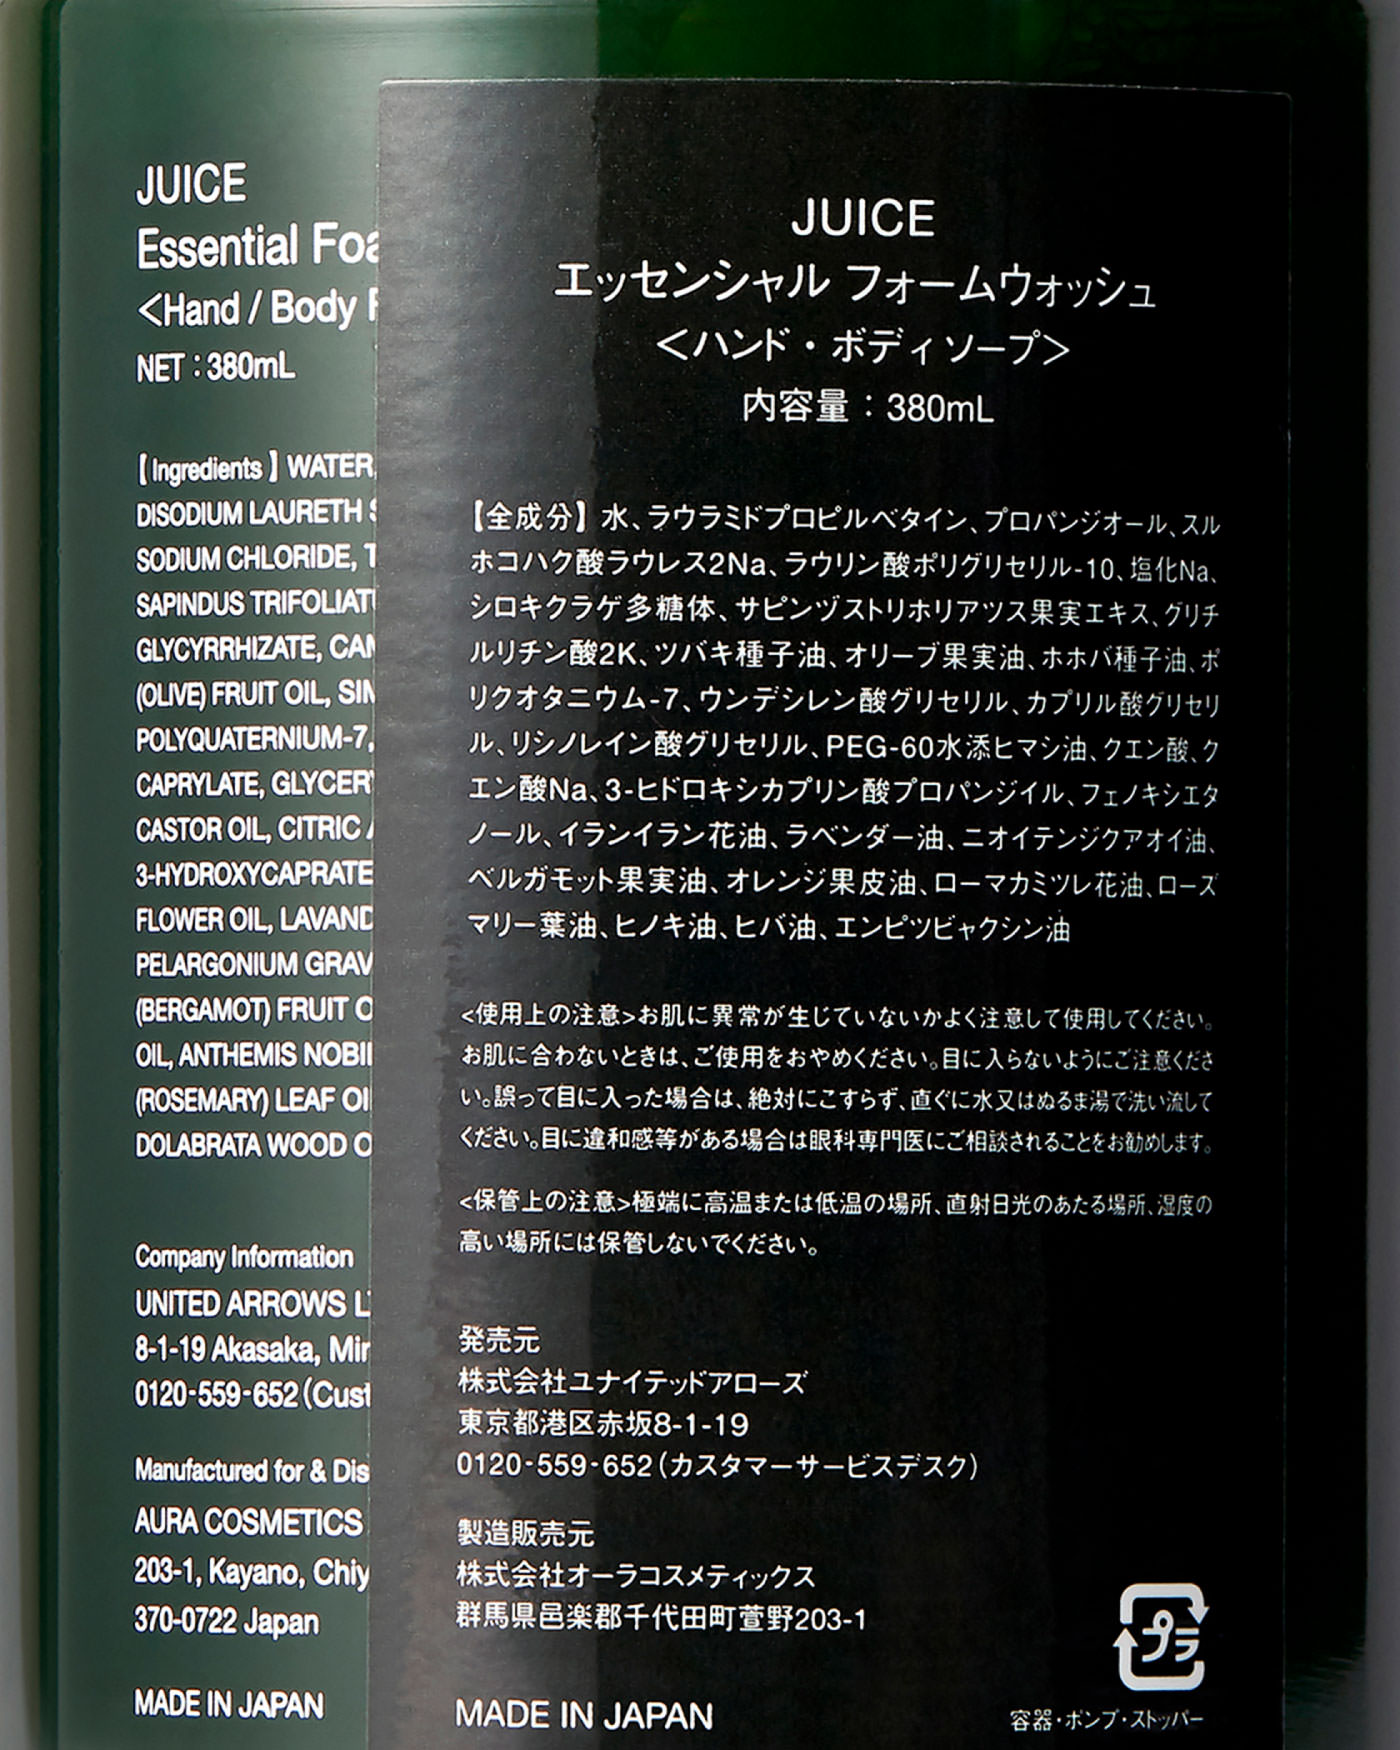 JUICE
Essential
<Hand / Body
NET : 380mL
【Ingredients】WATER,
DISODIUM LAURETH
SODIUM CHLORIDE,
SAPINDUS
GLYCYRRHIZATE,
(OLIVE) FRUIT OIL,
POLYQUATERNIUM-7,
CAPRYLATE,
CASTOR OIL, CITRIC
3-HYDROXYCAPRATE
FLOWER OIL,
PELARGONIUM
(BERGAMOT) FRUIT
OIL, ANTHEMIS
(ROSEMARY) LEAF
DOLABRATA WOOD
Company Information
UNITED ARROWS
8-1-19 Akasaka,
0120-559-652
Manufactured for &
AURA COSMETICS
203-1, Kayano,
370-0722 Japan
MADE IN JAPAN
JUICE
エッセンシャル フォームウォッシュ
＜ハンド・ボディソープ＞
内容量：380mL
【全成分】水、ラウラミドプロピルベタイン、プロパンジオール、スル
ホコハク酸ラウレス2Na、ラウリン酸ポリグリセリル-10、塩化Na、
シロキクラゲ多糖体、サピンヅストリホリアツス果実エキス、グリチ
ルリチン酸2K、ツバキ種子油、オリーブ果実油、ホホバ種子油、ポ
リクオタニウム-7、ウンデシレン酸グリセリル、カプリル酸グリセリ
ル、リシノレイン酸グリセリル、PEG-60水添ヒマシ油、クエン酸、ク
エン酸Na、3-ヒドロキシカプリン酸プロパンジイル、フェノキシエタ
ノール、イランイラン花油、ラベンダー油、ニオイテンジクアオイ油、
ベルガモット果実油、オレンジ果皮油、ローマカミツレ花油、ローズ
マリー葉油、ヒノキ油、ヒバ油、エンピツビャクシン油
<使用上の注意>お肌に異常が生じていないかよく注意して使用してください。
お肌に合わないときは、ご使用をおやめください。目に入らないようにご注意くださ
い。誤って目に入った場合は、絶対にこすらず、直ぐに水又はぬるま湯で洗い流して
ください。目に違和感等がある場合は眼科専門医にご相談されることをお勧めします。
<保管上の注意>極端に高温または低温の場所、直射日光のあたる場所、湿度の
高い場所には保管しないでください。
発売元
株式会社ユナイテッドアローズ
東京都港区赤坂8-1-19
0120-559-652（カスタマーサービスデスク）
製造販売元
株式会社オーラコスメティックス
群馬県邑楽郡千代田町萱野203-1
MADE IN JAPAN
プラ
容器・ポンプ・ストッパー